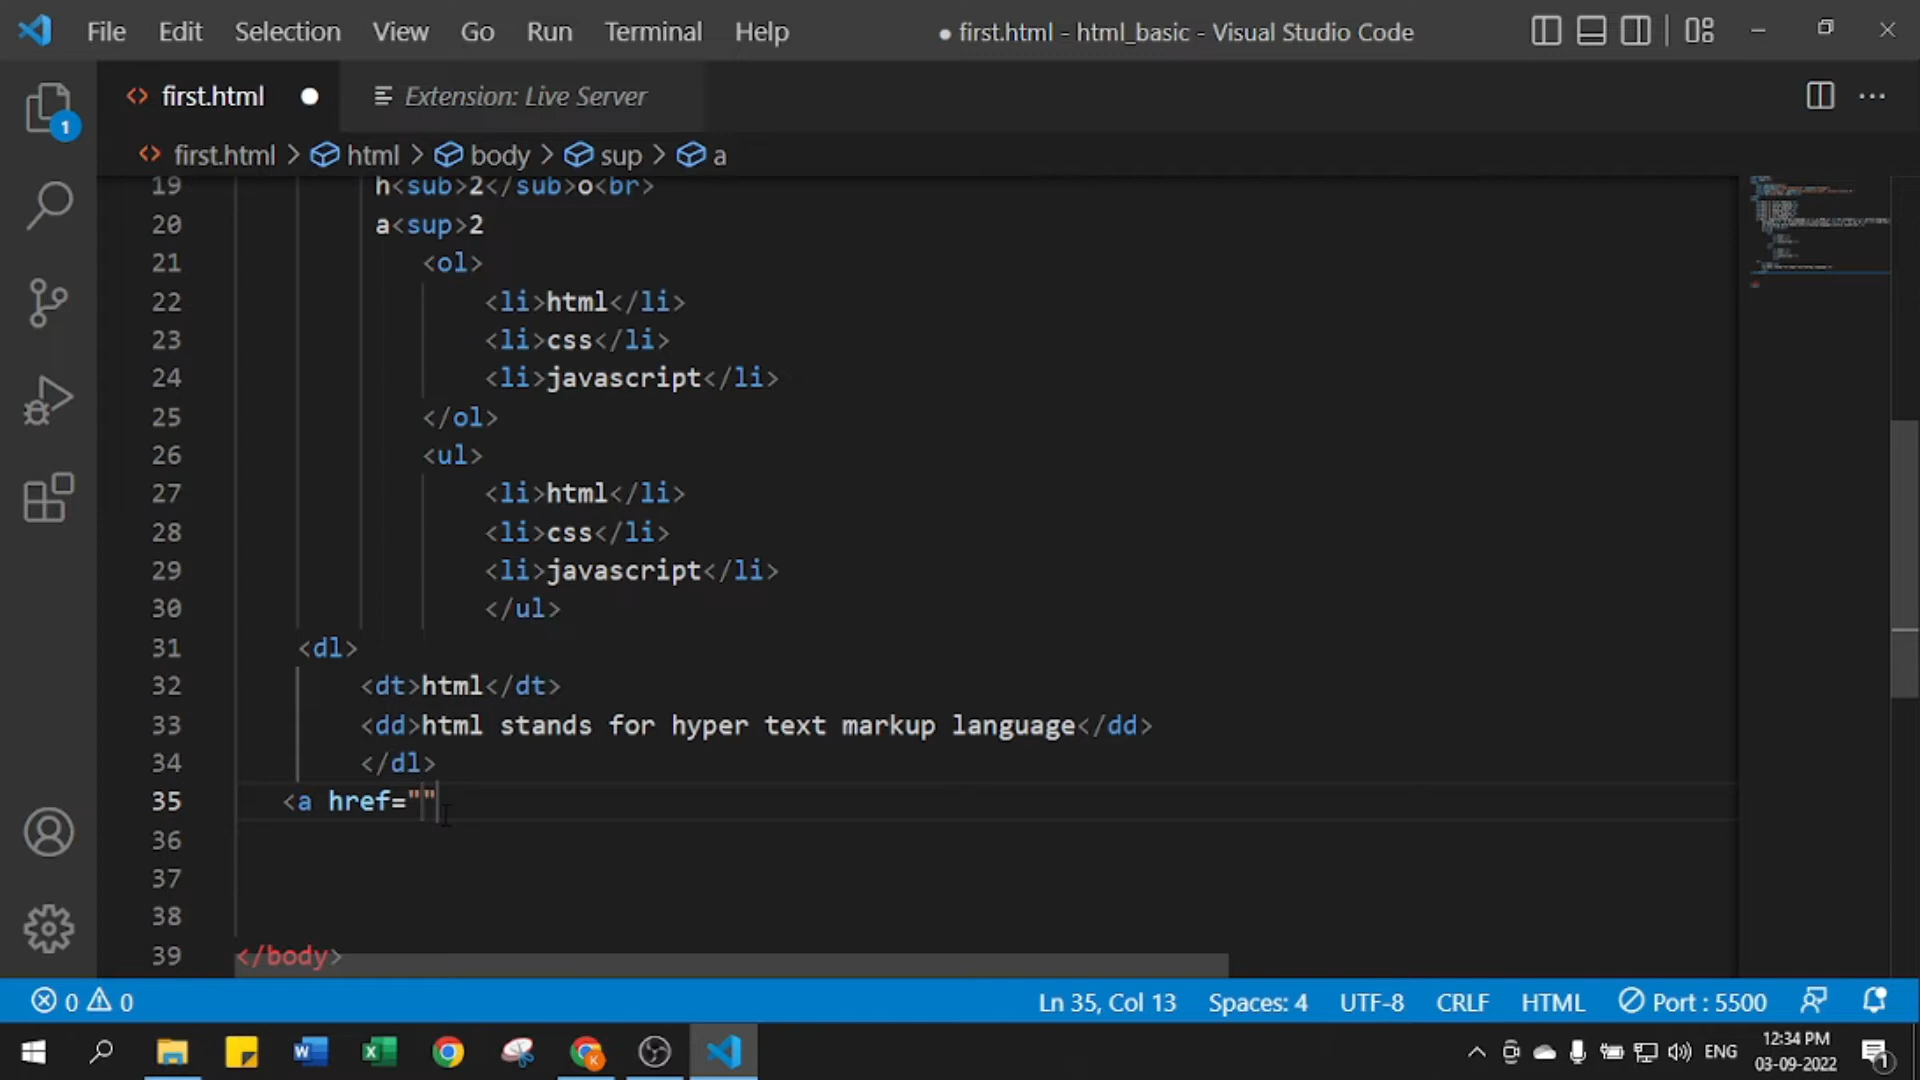 File Edit Selection View Go Run Terminal Help ● first.html - html_basic - Visual Studio Code
<> first.html ● Extension: Live Server ...
<> first.html > html > body > sup > a
19 h<sub>2</sub>o<br>
20 a<sup>2
21 <ol>
22 <li>html</li>
23 <li>css</li>
24 <li>javascript</li>
25 </ol>
26 <ul>
27 <li>html</li>
28 <li>css</li>
29 <li>javascript</li>
30 </ul>
31 <dl>
32 <dt>html</dt>
33 <dd>html stands for hyper text markup language</dd>
34 </dl>
35 <a href=""
36
37
38
39 </body>
1
0 0 Ln 35, Col 13 Spaces: 4 UTF-8 CRLF HTML Port : 5500
ENG 12:34 PM
03-09-2022 1